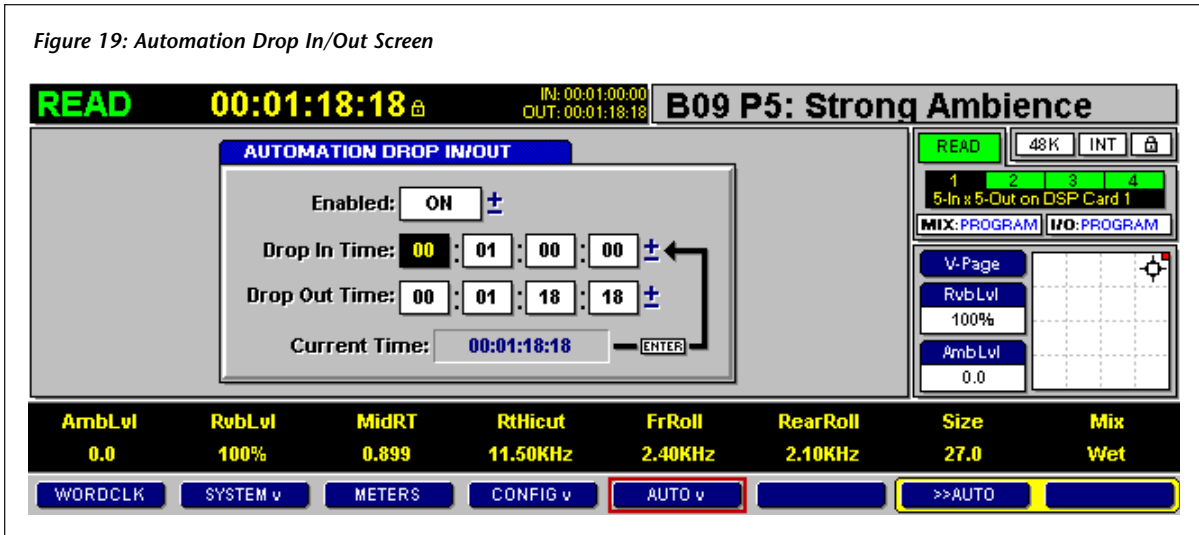 Figure 19: Automation Drop In/Out Screen
READ 00:01:18:18 IN: 00:01:00:00 B09 P5: Strong Ambience
OUT: 00:01:18:18
AUTOMATION DROP IN/OUT
READ 48K INT
Enabled: ON ±
1 2 3 4
5-In x 5-Out on DSP Card 1
MIX:PROGRAM I/O:PROGRAM
Drop In Time: 00 : 01 : 00 : 00 ±
Drop Out Time: 00 : 01 : 18 : 18 ±
Current Time: 00:01:18:18 ENTER
V-Page
RvbLvl
100%
AmbLvl
0.0
AmbLvl RvbLvl MidRT RtHicut FrRoll RearRoll Size Mix
0.0 100% 0.899 11.50KHz 2.40KHz 2.10KHz 27.0 Wet
WORDCLK SYSTEM v METERS CONFIG v AUTO v >>AUTO